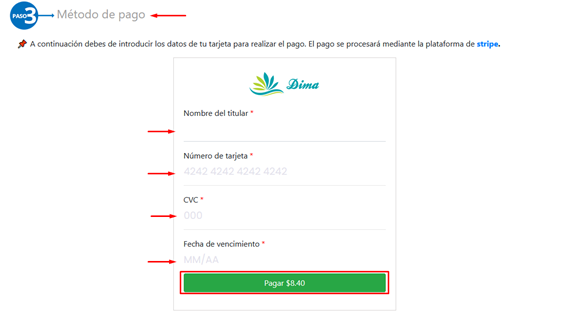 PASO 3 Método de pago
A continuación debes de introducir los datos de tu tarjeta para realizar el pago. El pago se procesará mediante la plataforma de stripe.
Dima
Nombre del titular *
Número de tarjeta *
4242 4242 4242 4242
CVC *
000
Fecha de vencimiento *
MM/AA
Pagar $8.40